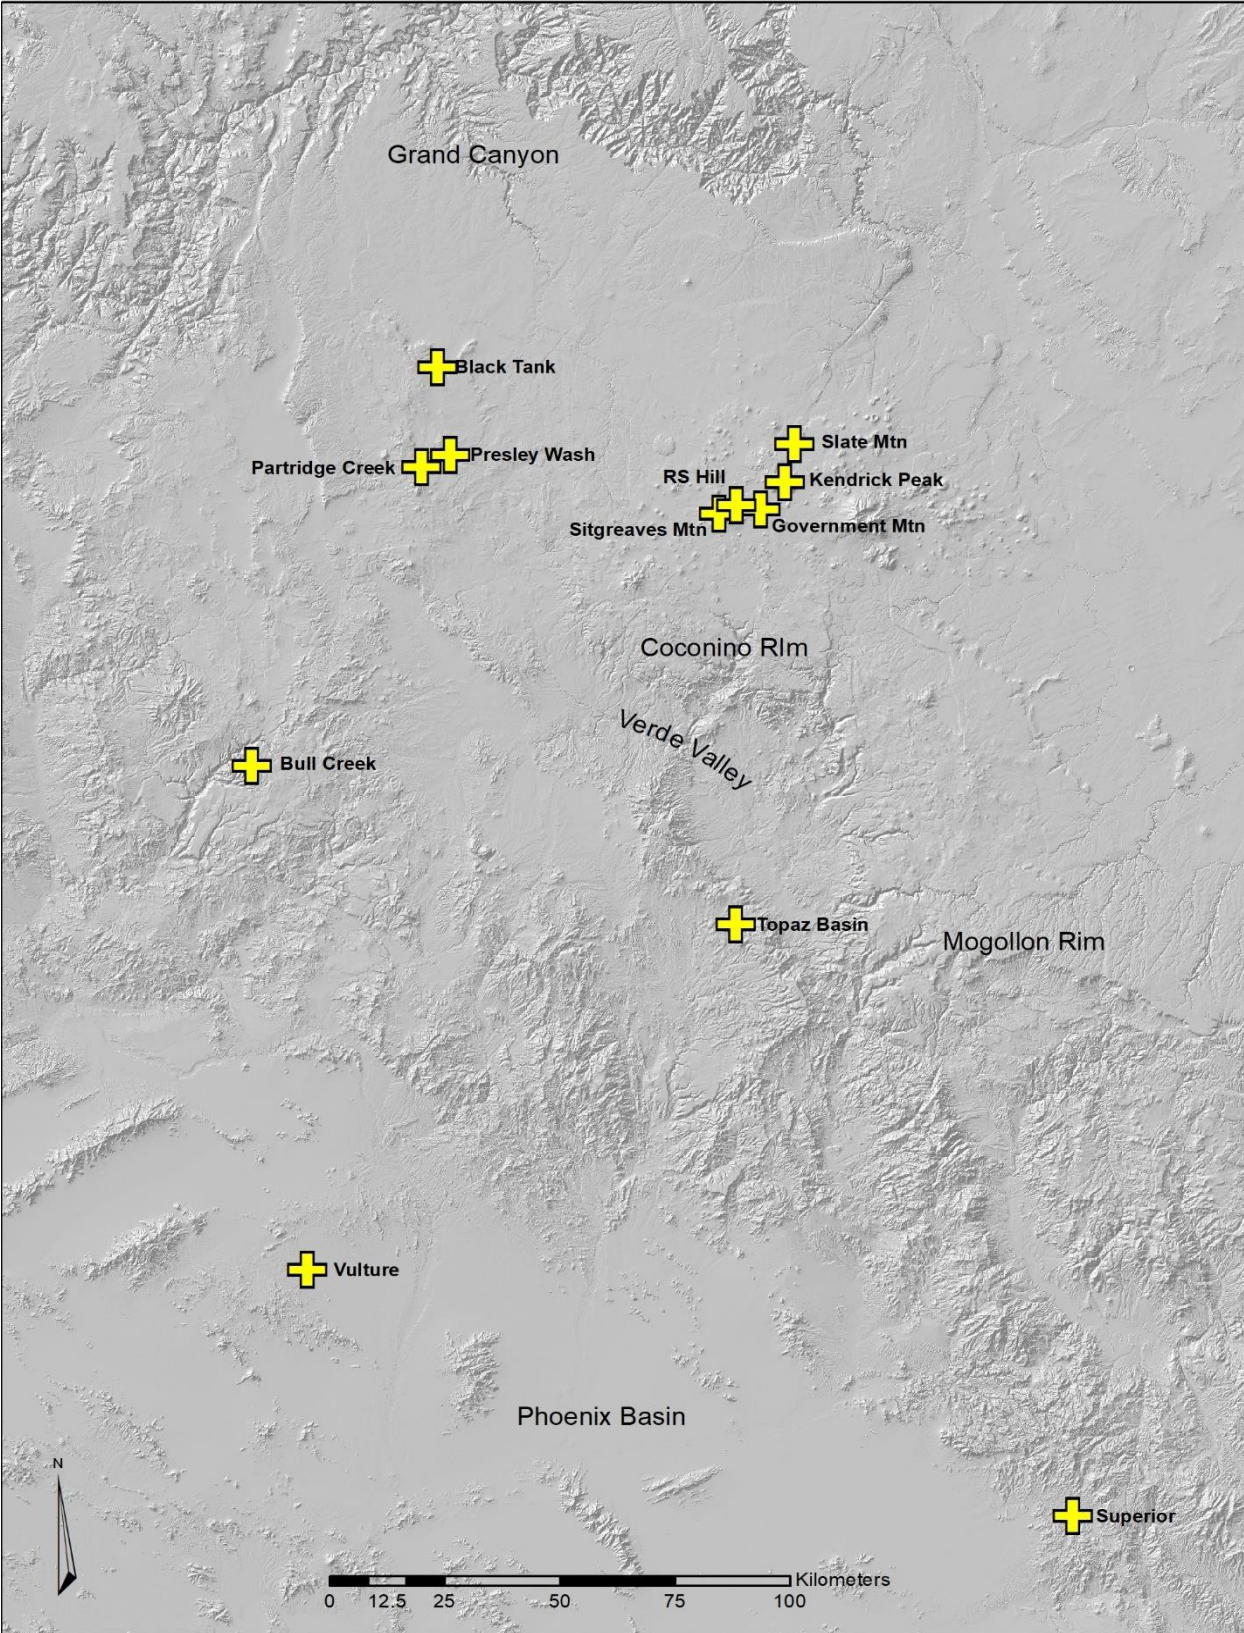 Grand Canyon
Black Tank
Slate Mtn
Presley Wash
Partridge Creek
RS Hill
Kendrick Peak
Government Mtn
Sitgreaves Mtn
Coconino RIm
Verde Valley
Bull Creek
Topaz Basin
Mogollon Rim
Vulture
Phoenix Basin
N
Superior
Kilometers
0 12.5 25 50 75 100